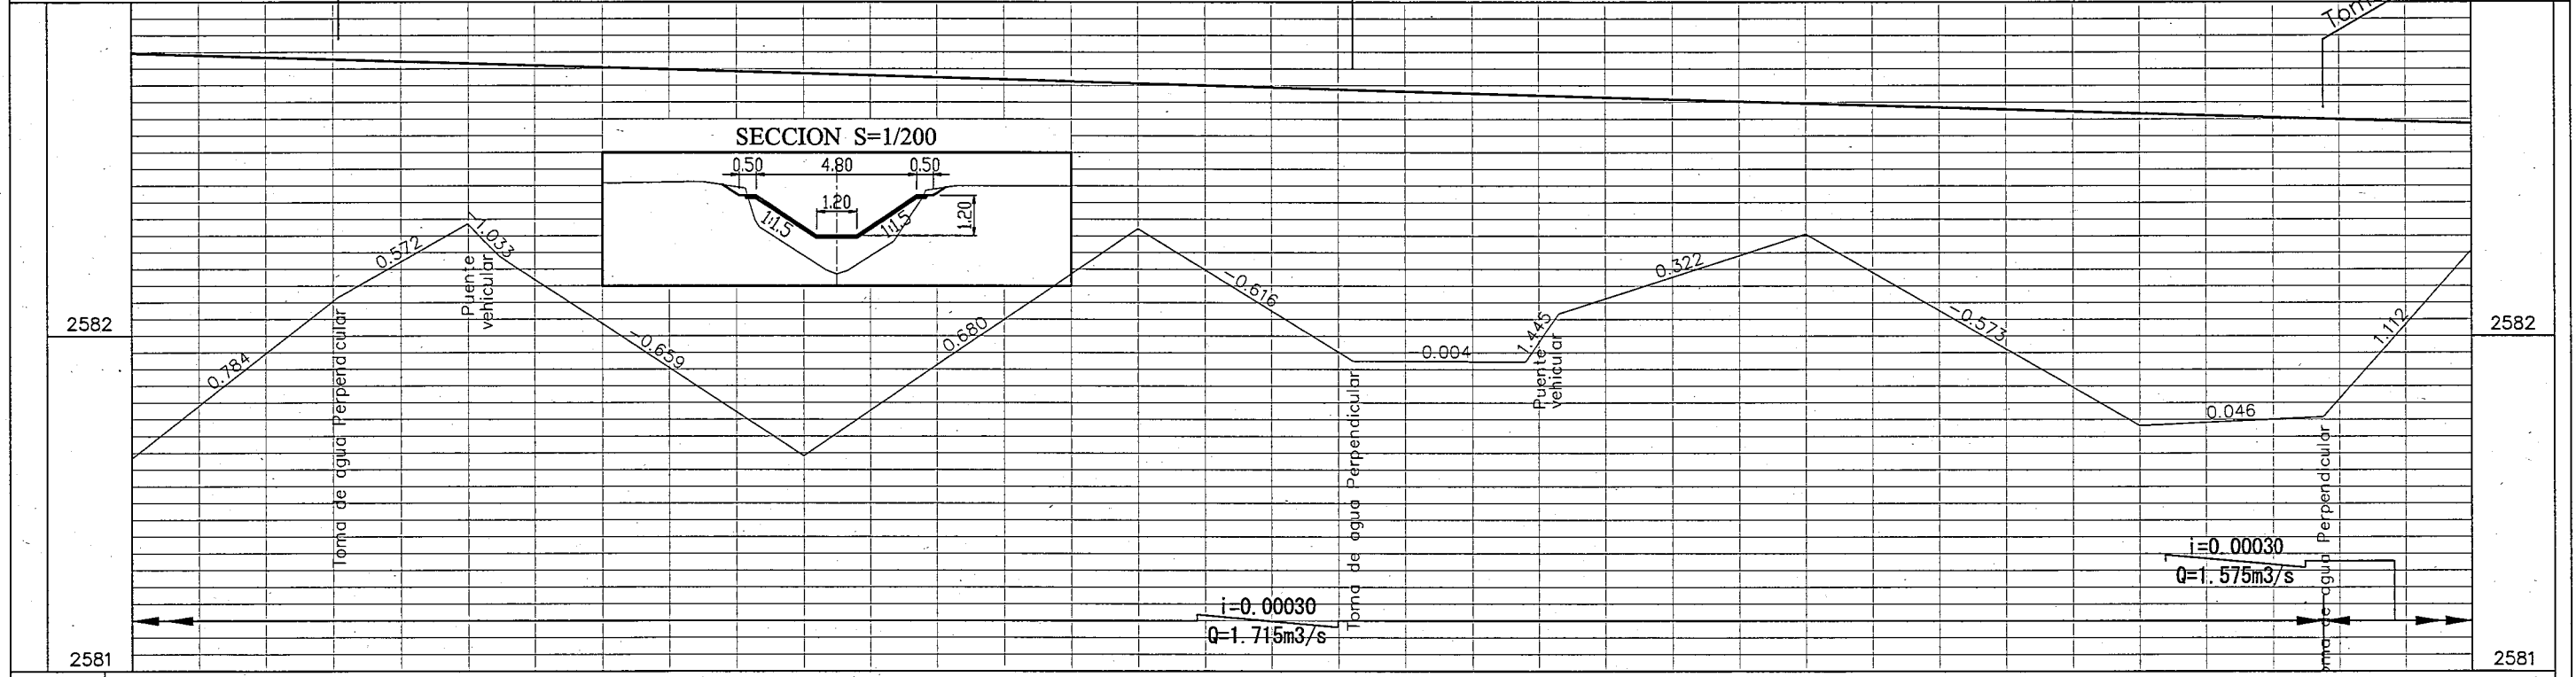 Tom
SECCION S=1/200
0.50 4.80 0.50
1.20
1:1.5 1:1.5
1.20
0.784
0.572
1.033
-0.659
0.680
-0.616
-0.004
1.445
0.322
-0.573
0.046
1.112
Puente
vehicular
Puente
vehicular
2582
2582
Toma de agua Perpendicular
Toma de agua Perpendicular
Toma de agua Perpendicular
i=0.00030
Q=1.715m3/s
i=0.00030
Q=1.575m3/s
2581
2581